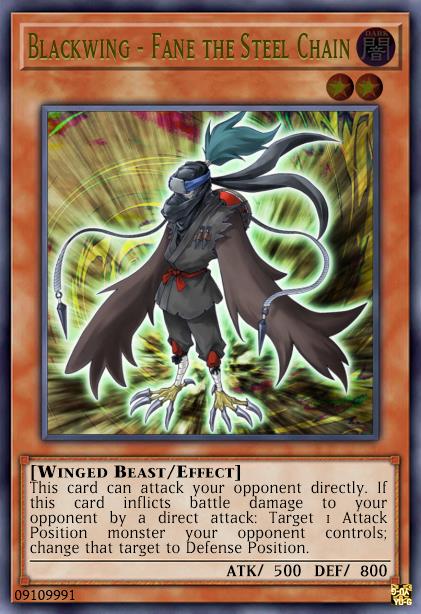 Blackwing - Fane the Steel Chain
DARK
闇
[Winged Beast/Effect]
This card can attack your opponent directly. If
this card inflicts battle damage to your
opponent by a direct attack: Target 1 Attack
Position monster your opponent controls;
change that target to Defense Position.
ATK/ 500 DEF/ 800
09109991